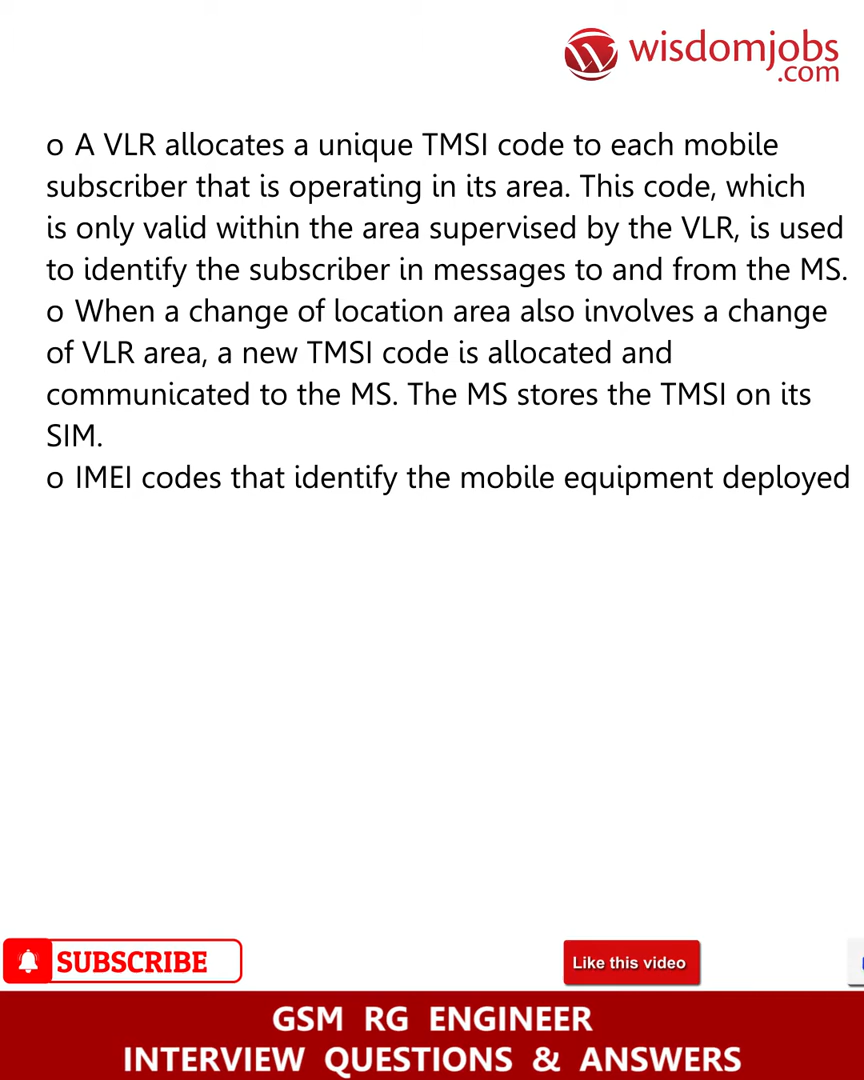 wisdomjobs
.com
o A VLR allocates a unique TMSI code to each mobile
subscriber that is operating in its area. This code, which
is only valid within the area supervised by the VLR, is used
to identify the subscriber in messages to and from the MS.
o When a change of location area also involves a change
of VLR area, a new TMSI code is allocated and
communicated to the MS. The MS stores the TMSI on its
SIM.
o IMEI codes that identify the mobile equipment deployed
SUBSCRIBE
Like this video
GSM RG ENGINEER
INTERVIEW QUESTIONS & ANSWERS